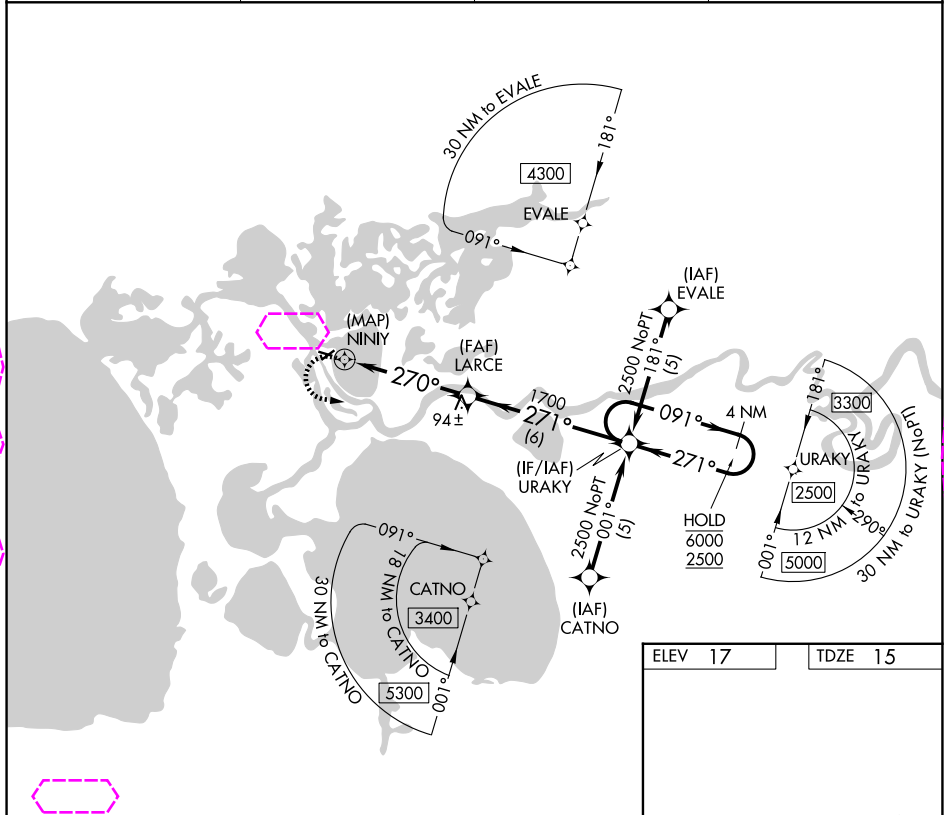 30 NM to EVALE
181°
4300
EVALE
091°
(IAF)
EVALE
2500 NoPT
181°
(5)
(MAP)
NINIY
(FAF)
LARCE
270°
94±
1700
271°
(6)
091°
4 NM
271°
(IF/IAF)
URAKY
HOLD
6000
2500
2500 NoPT
001°
(5)
(IAF)
CATNO
181°
3300
URAKY
2500
12 NM to URAKY
290°
001°
5000
30 NM to URAKY (NoPT)
091°
18 NM to CATNO
CATNO
3400
30 NM to CATNO
5300
001°
ELEV 17
TDZE 15